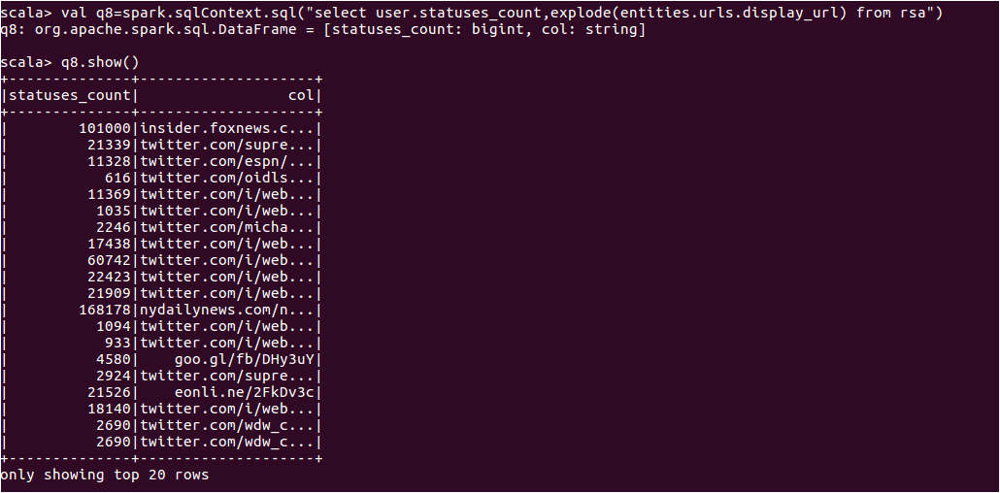 scala> val q8=spark.sqlContext.sql("select user.statuses_count,explode(entities.urls.display_url) from rsa")
q8: org.apache.spark.sql.DataFrame = [statuses_count: bigint, col: string]

scala> q8.show()
+--------------+--------------------+
|statuses_count|                 col|
+--------------+--------------------+
|        101000|insider.foxnews.c...|
|         21339|twitter.com/supre...|
|         11328|twitter.com/espn/...|
|           616|twitter.com/oidls...|
|         11369|twitter.com/i/web...|
|          1035|twitter.com/i/web...|
|          2246|twitter.com/micha...|
|         17438|twitter.com/i/web...|
|         60742|twitter.com/i/web...|
|         22423|twitter.com/i/web...|
|         21909|twitter.com/i/web...|
|        168178|nydailynews.com/n...|
|          1094|twitter.com/i/web...|
|           933|twitter.com/i/web...|
|          4580|    goo.gl/fb/DHy3uY|
|          2924|twitter.com/supre...|
|         21526|    eonli.ne/2FkDv3c|
|         18140|twitter.com/i/web...|
|          2690|twitter.com/wdw_c...|
|          2690|twitter.com/wdw_c...|
+--------------+--------------------+
only showing top 20 rows